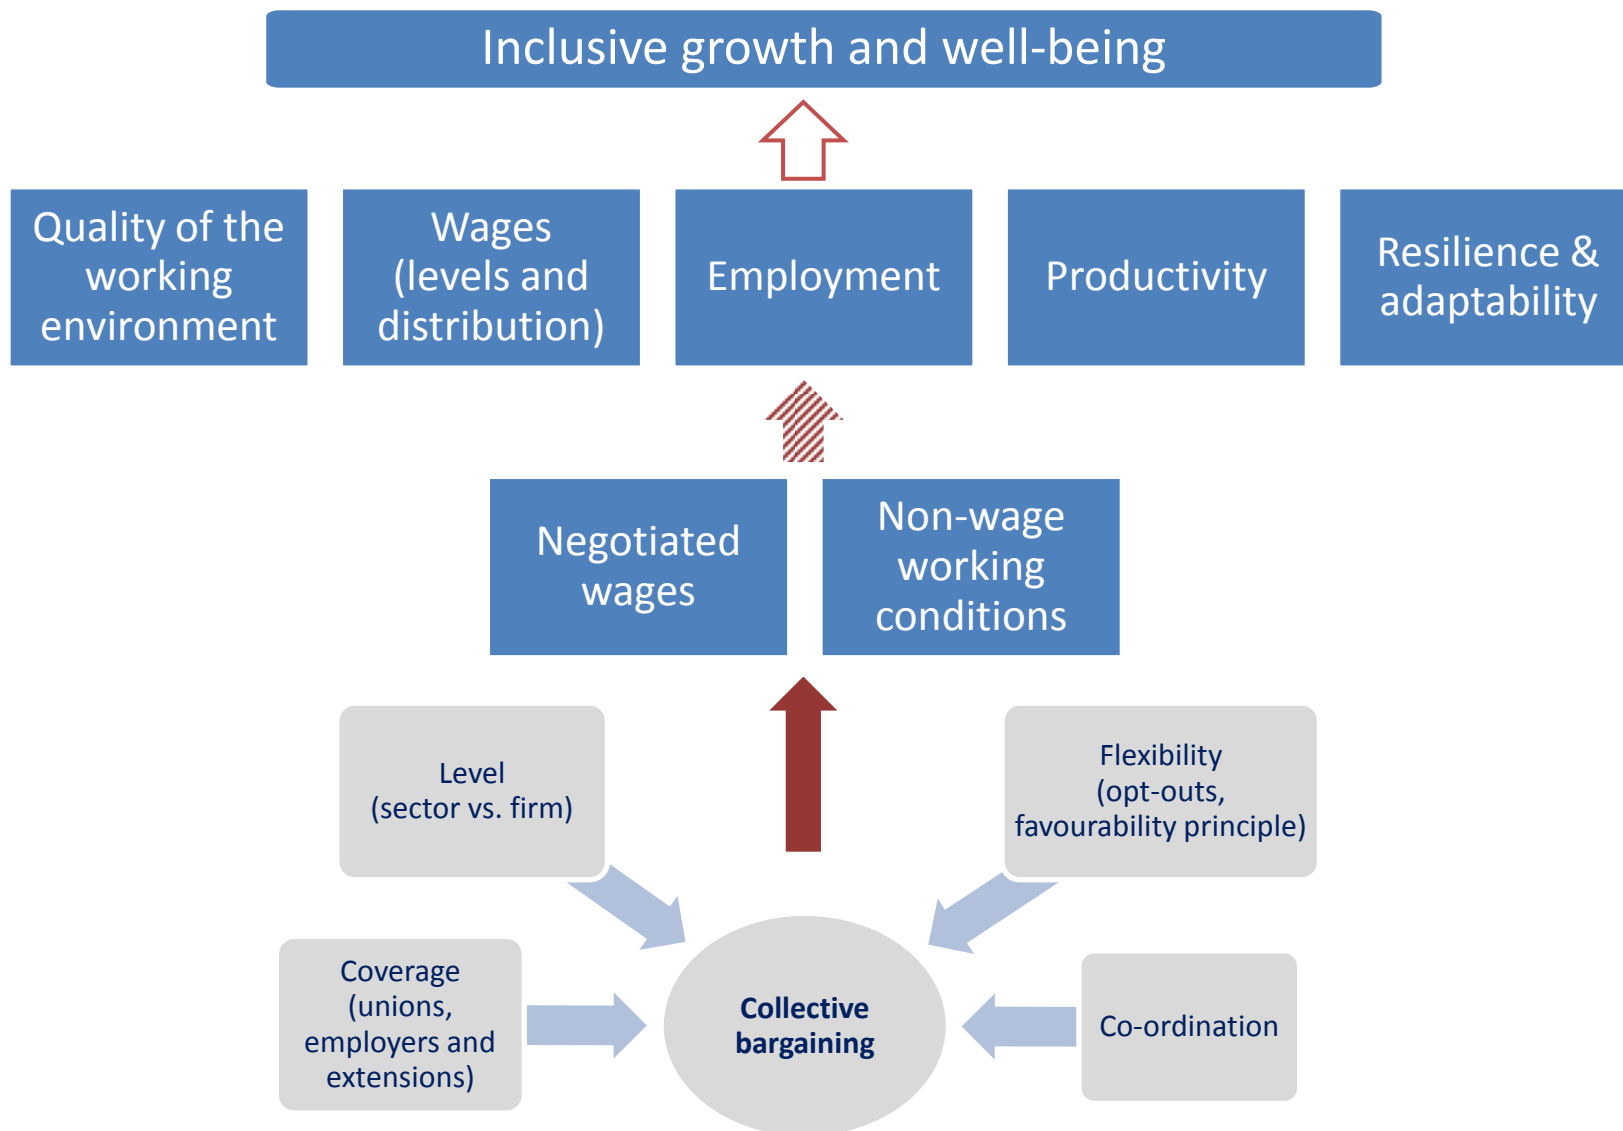 Inclusive growth and well-being
Quality of the
working
environment
Wages
(levels and
distribution)
Employment
Productivity
Resilience &
adaptability
Negotiated
wages
Non-wage
working
conditions
Level
(sector vs. firm)
Flexibility
(opt-outs,
favourability principle)
Coverage
(unions,
employers and
extensions)
Collective
bargaining
Co-ordination